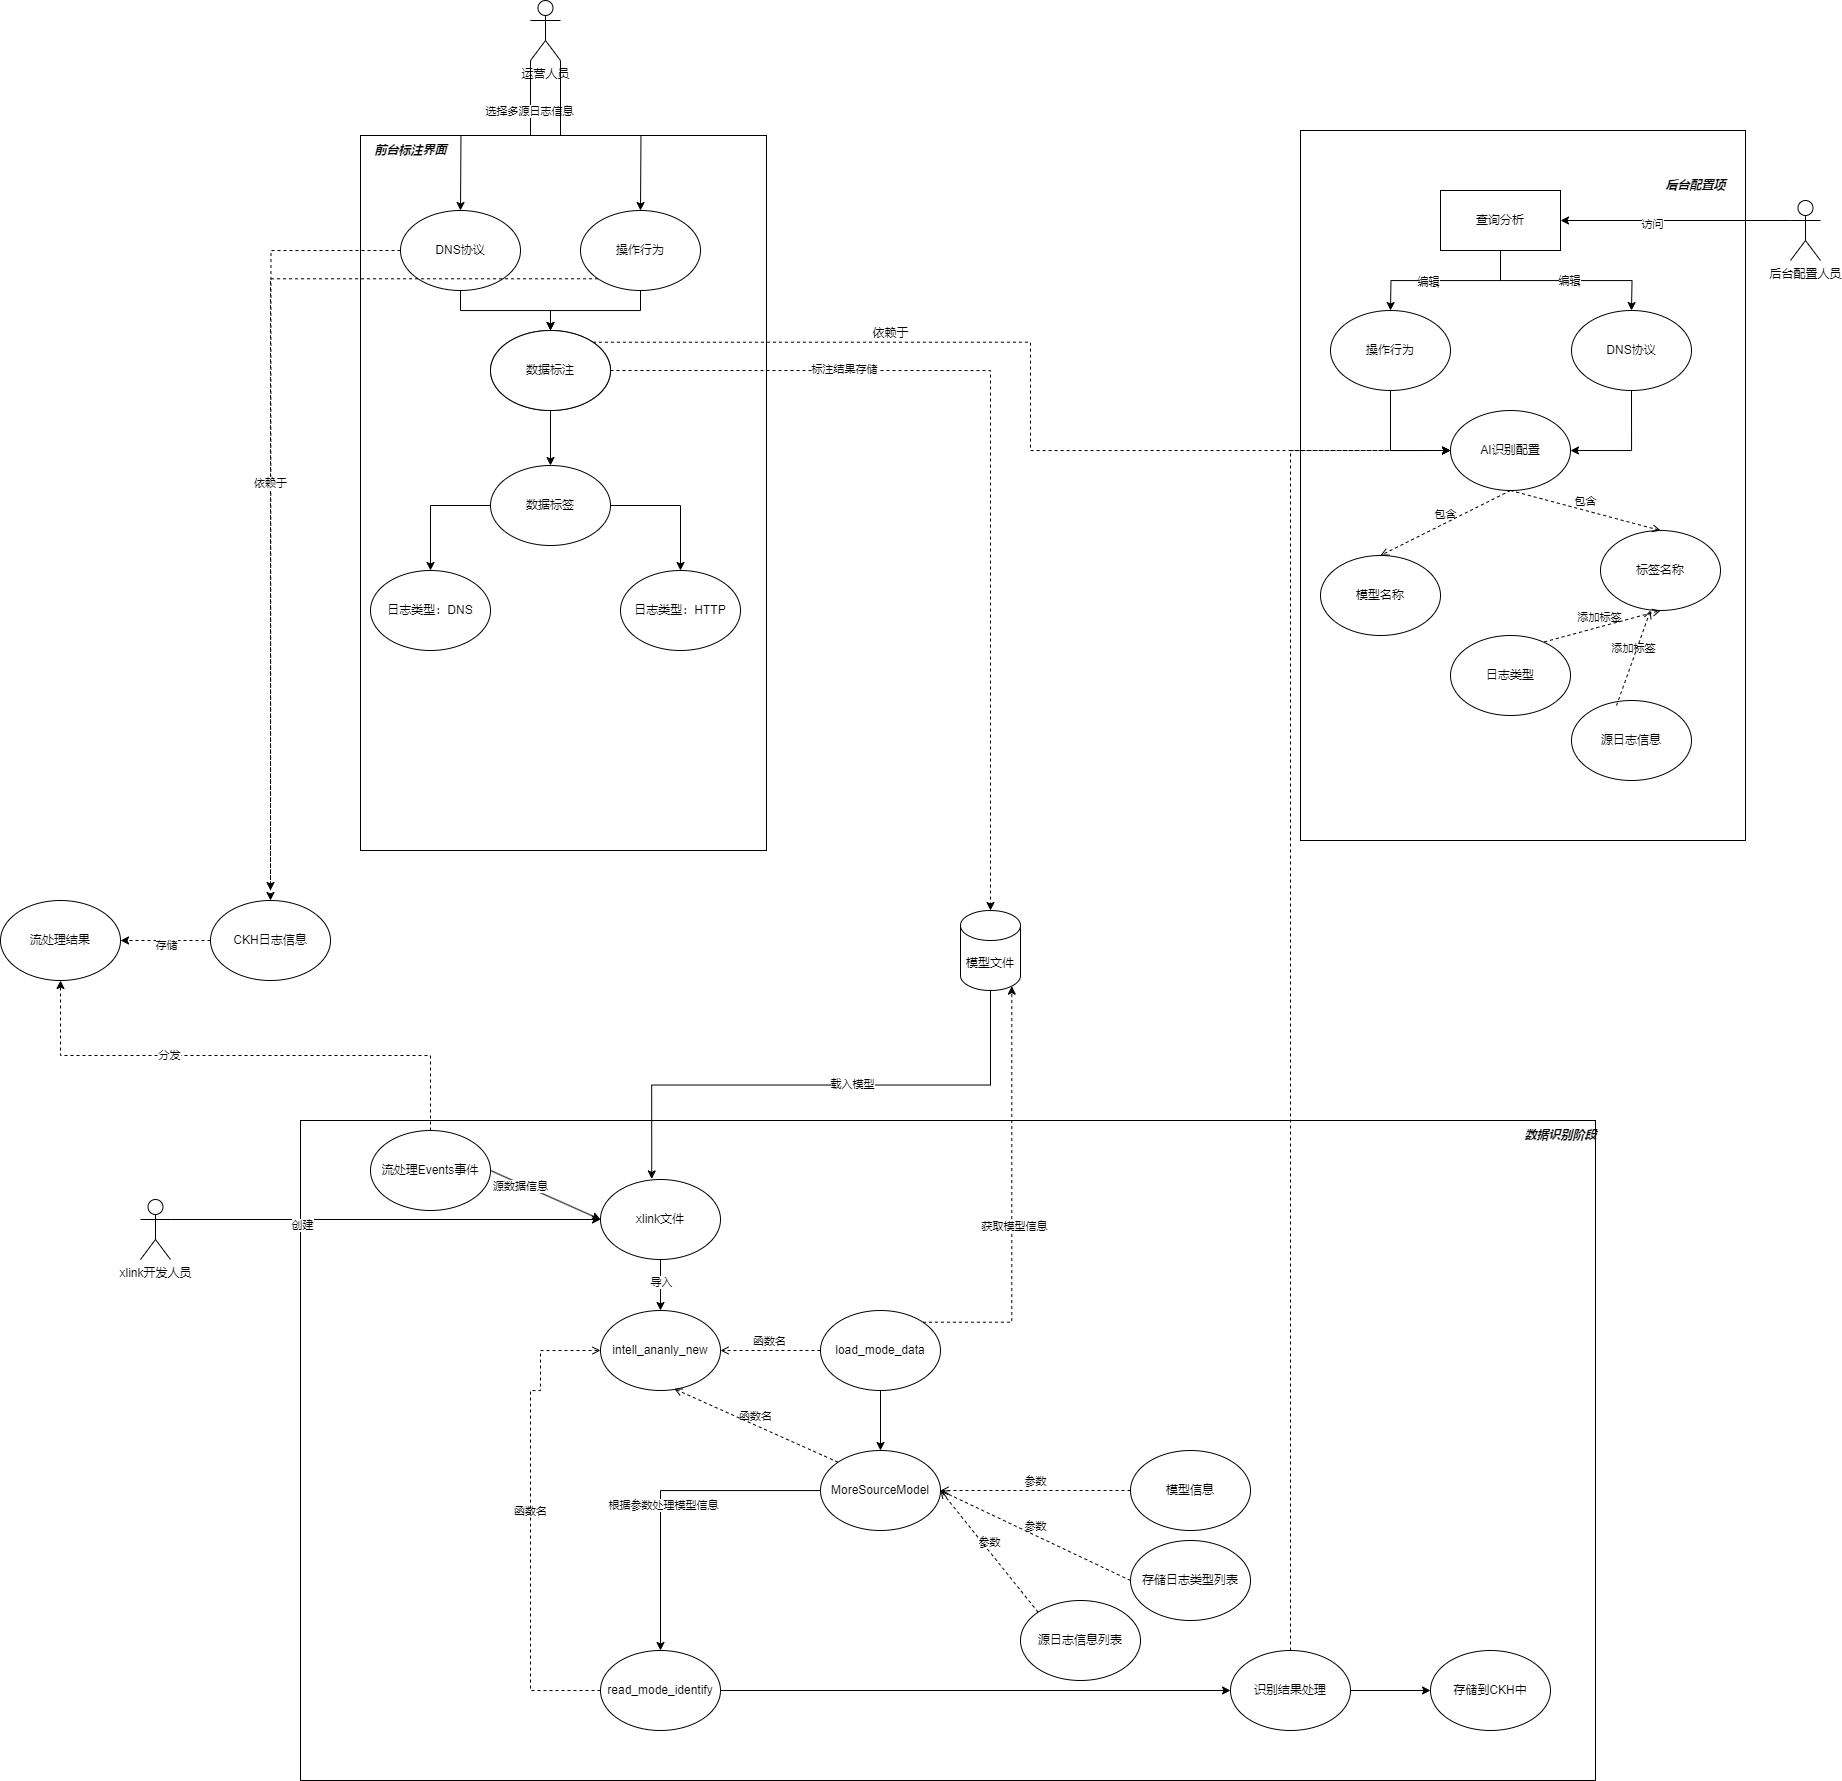 运营人员
选择多源日志信息
前台标注界面
DNS协议
操作行为
数据标注
数据标签
日志类型：DNS
日志类型：HTTP
依赖于
标注结果存储
依赖于
后台配置项
查询分析
访问
后台配置人员
编辑
编辑
操作行为
DNS协议
AI识别配置
包含
包含
模型名称
标签名称
添加标签
添加标签
日志类型
源日志信息
流处理结果
存储
CKH日志信息
模型文件
分发
载入模型
数据识别阶段
流处理Events事件
源数据信息
xlink文件
创建
xlink开发人员
导入
获取模型信息
intell_ananly_new
函数名
load_mode_data
函数名
MoreSourceModel
参数
模型信息
根据参数处理模型信息
函数名
参数
参数
存储日志类型列表
源日志信息列表
read_mode_identify
识别结果处理
存储到CKH中